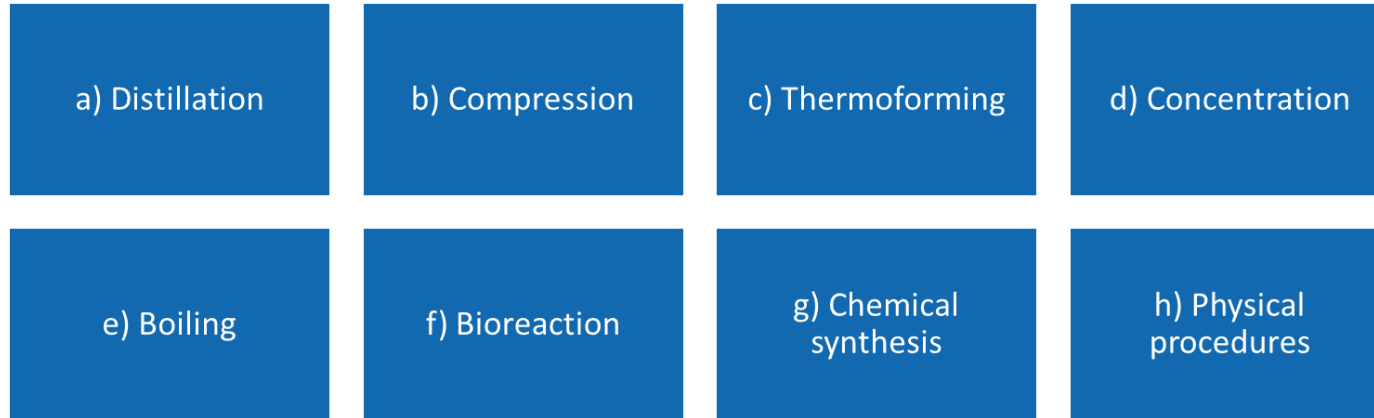 a) Distillation
b) Compression
c) Thermoforming
d) Concentration
e) Boiling
f) Bioreaction
g) Chemical
synthesis
h) Physical
procedures